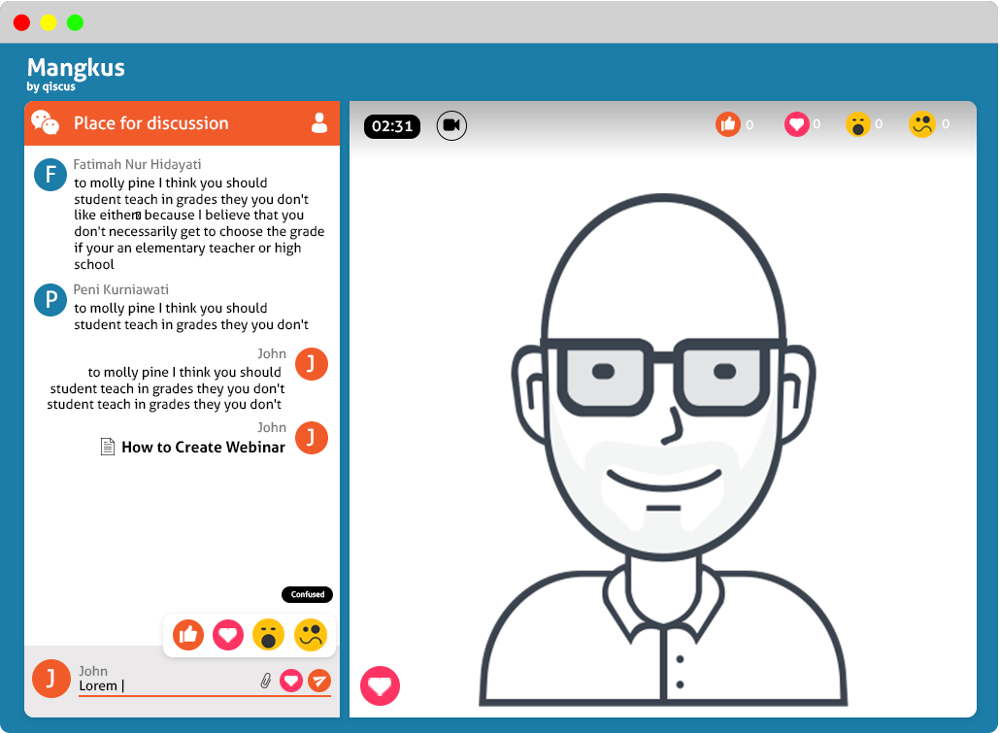 Mangkus
by qiscus
Place for discussion
02:31
0
0
0
0
F
Fatimah Nur Hidayati
to molly pine I think you should
student teach in grades they you don't
like either because I believe that you
don't necessarily get to choose the grade
if your an elementary teacher or high
school
P
Peni Kurniawati
to molly pine I think you should
student teach in grades they you don't
John
J
to molly pine I think you should
student teach in grades they you don't
student teach in grades they you don't
John
J
How to Create Webinar
Confused
J
John
Lorem |